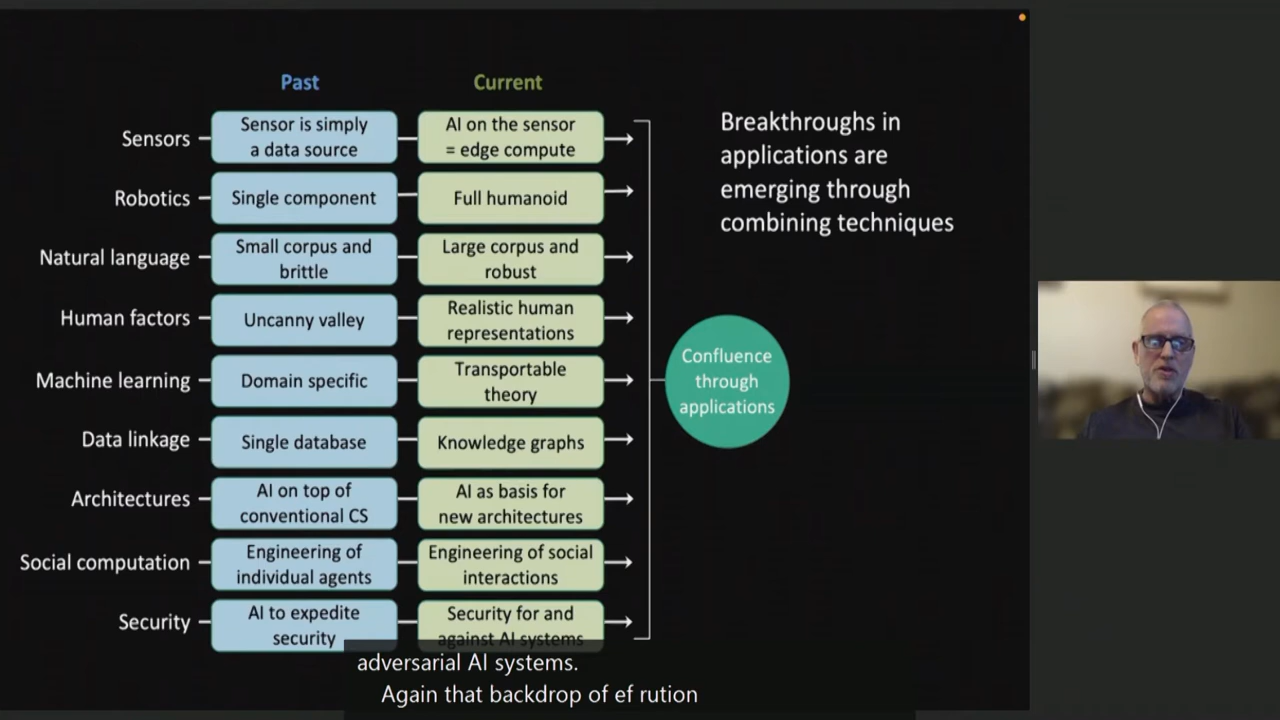 Past
Current
Sensors
Sensor is simply
a data source
AI on the sensor
= edge compute
Robotics
Single component
Full humanoid
Natural language
Small corpus and
brittle
Large corpus and
robust
Human factors
Uncanny valley
Realistic human
representations
Machine learning
Domain specific
Transportable
theory
Data linkage
Single database
Knowledge graphs
Architectures
AI on top of
conventional CS
AI as basis for
new architectures
Social computation
Engineering of
individual agents
Engineering of social
interactions
Security
AI to expedite
security
Security for and
against AI systems
Breakthroughs in
applications are
emerging through
combining techniques
Confluence
through
applications
adversarial AI systems.
Again that backdrop of ef rution